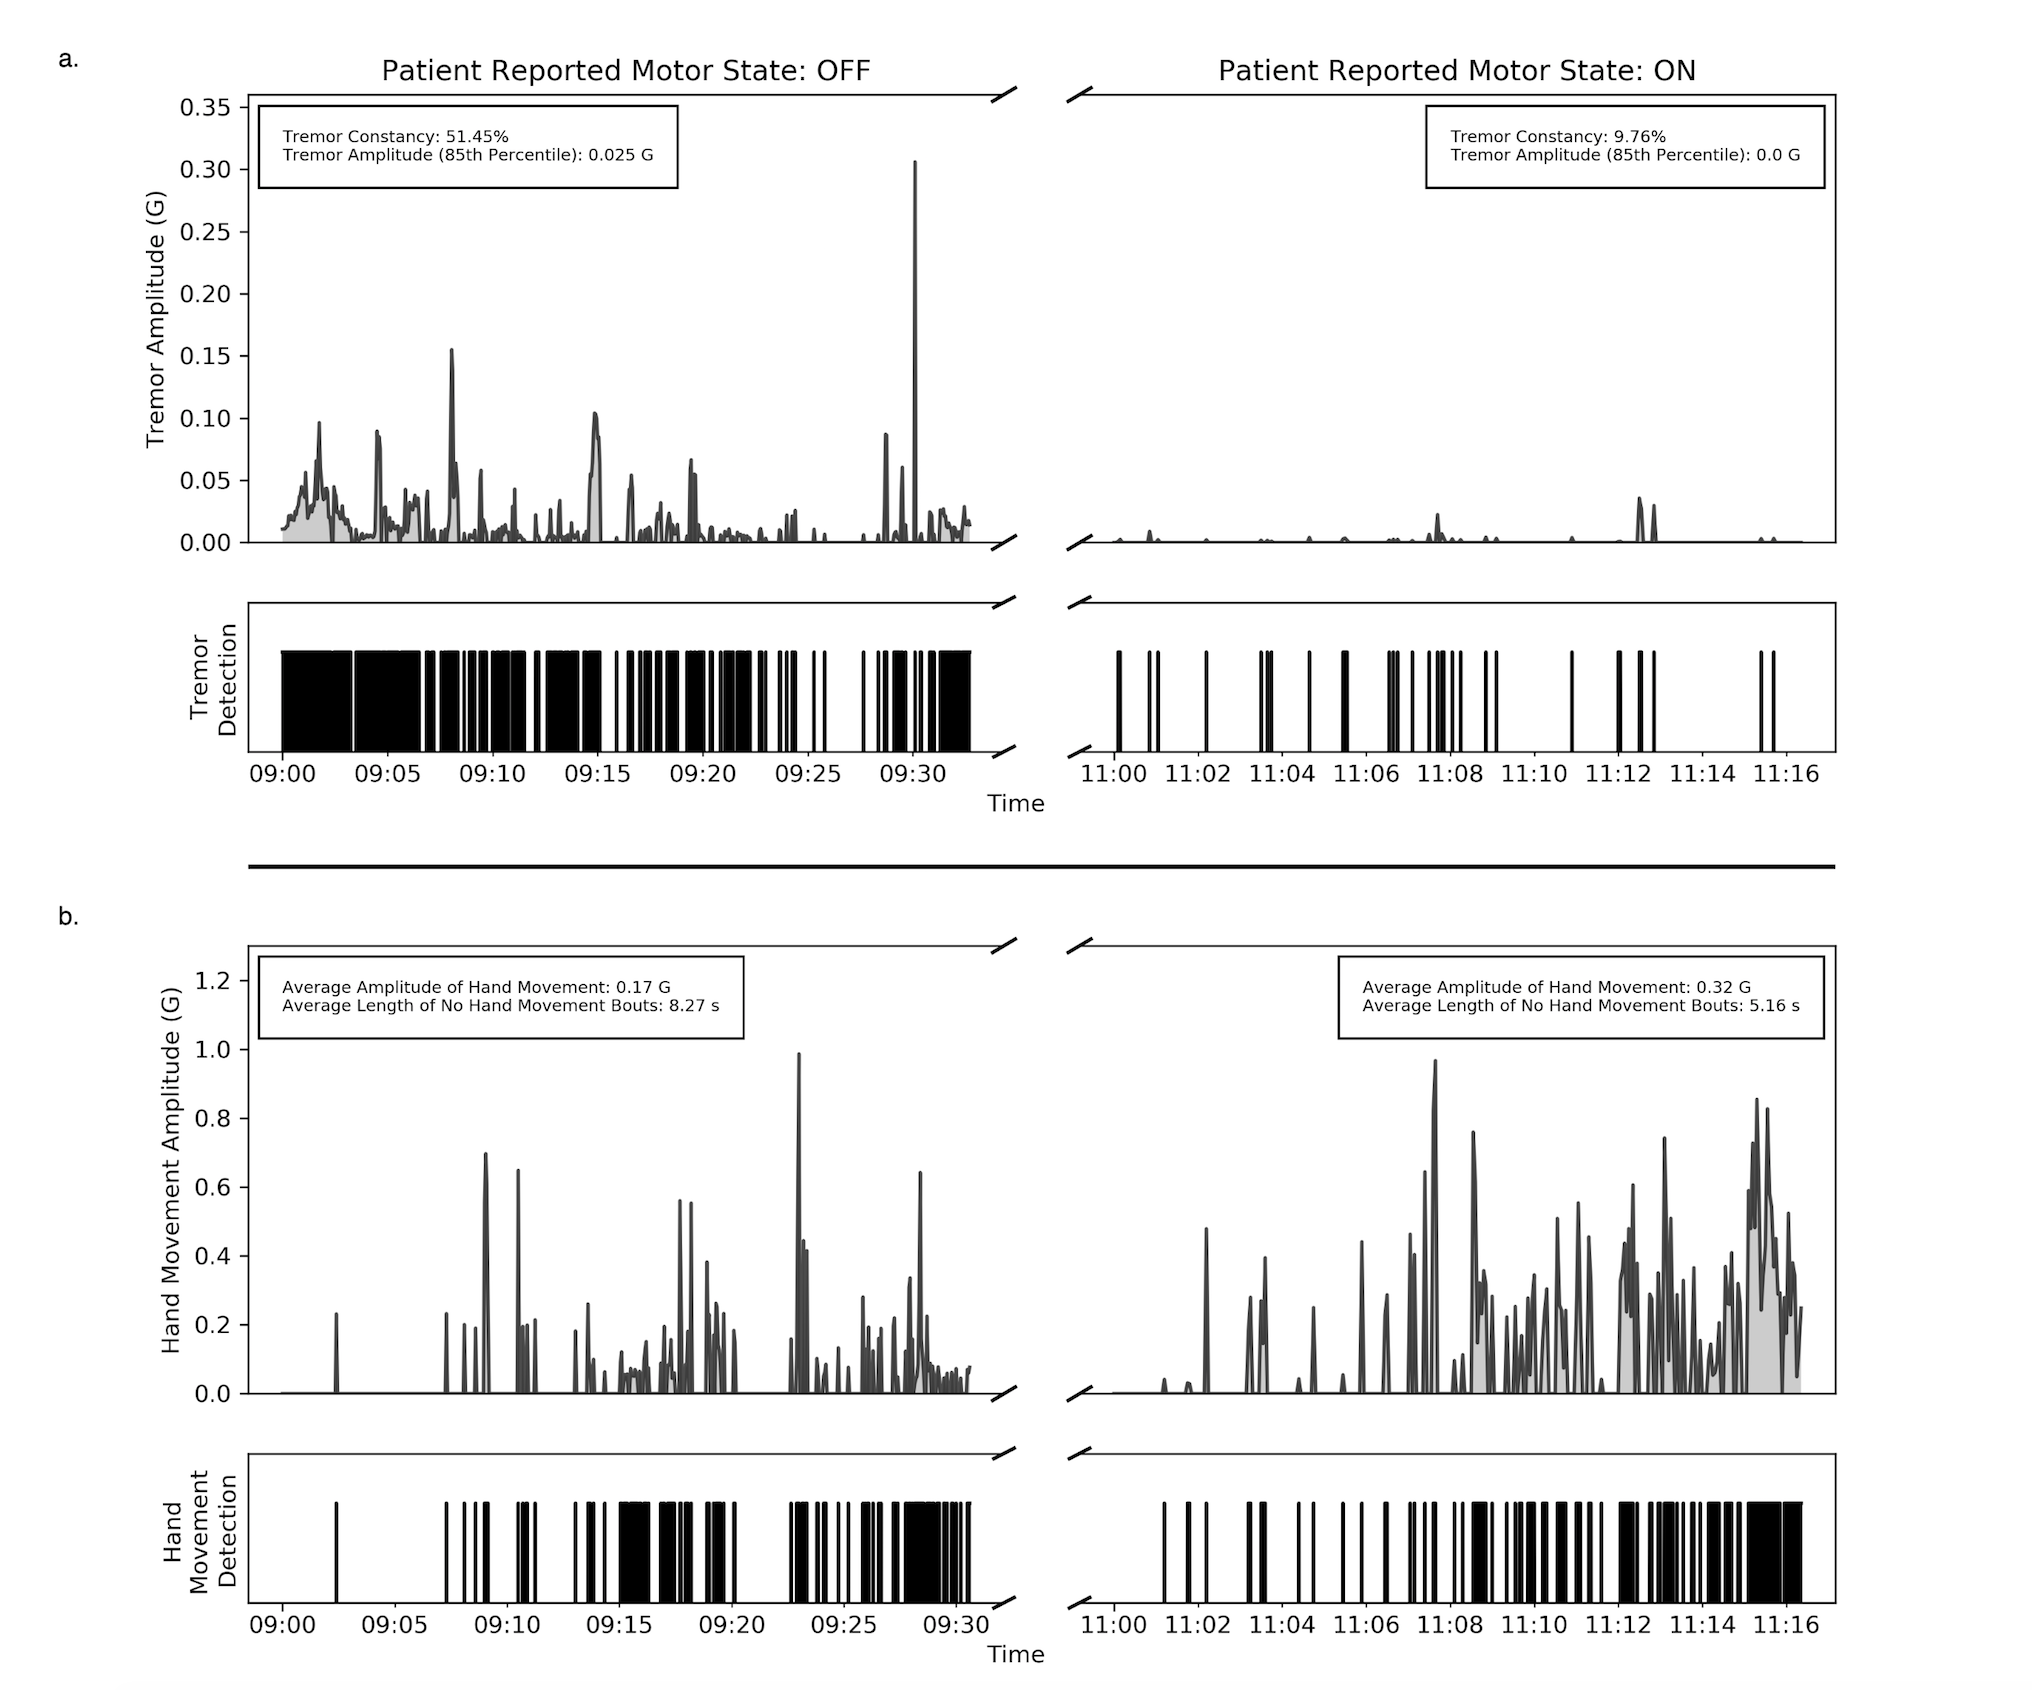 a.
Patient Reported Motor State: OFF
Patient Reported Motor State: ON
Tremor Amplitude (G)
0.35
0.30
0.25
0.20
0.15
0.10
0.05
0.00
Tremor Constancy: 51.45%
Tremor Amplitude (85th Percentile): 0.025 G
Tremor Constancy: 9.76%
Tremor Amplitude (85th Percentile): 0.0 G
Tremor
Detection
09:00 09:05 09:10 09:15 09:20 09:25 09:30
11:00 11:02 11:04 11:06 11:08 11:10 11:12 11:14 11:16
Time
b.
Hand Movement Amplitude (G)
1.2
1.0
0.8
0.6
0.4
0.2
0.0
Average Amplitude of Hand Movement: 0.17 G
Average Length of No Hand Movement Bouts: 8.27 s
Average Amplitude of Hand Movement: 0.32 G
Average Length of No Hand Movement Bouts: 5.16 s
Hand
Movement
Detection
09:00 09:05 09:10 09:15 09:20 09:25 09:30
11:00 11:02 11:04 11:06 11:08 11:10 11:12 11:14 11:16
Time